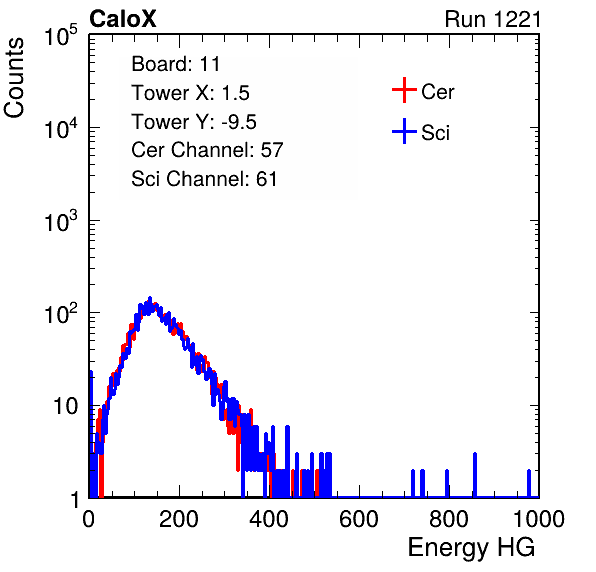 CaloX Run 1221
Board: 11
Tower X: 1.5
Tower Y: -9.5
Cer Channel: 57
Sci Channel: 61
Cer
Sci
Counts
10^5
10^4
10^3
10^2
10
1
0 200 400 600 800 1000
Energy HG